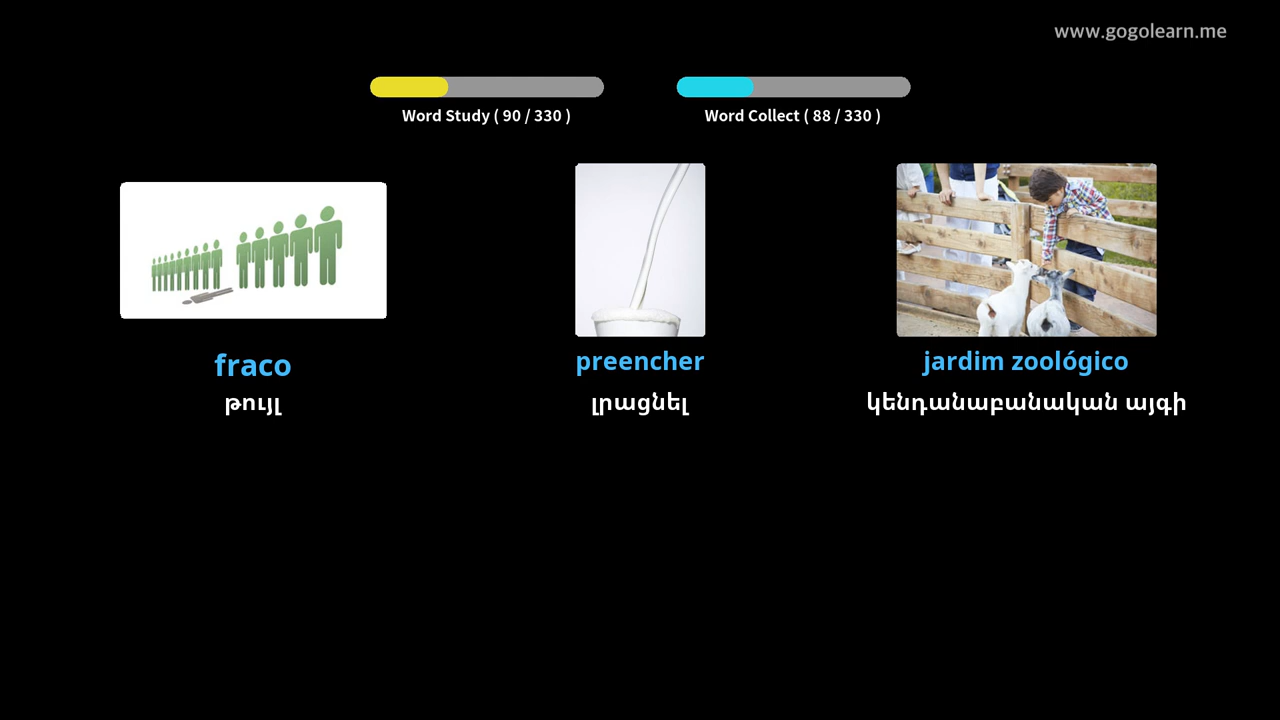 www.gogolearn.me
Word Study ( 90 / 330 )
Word Collect ( 88 / 330 )
fraco
preencher
jardim zoológico
թույլ
լրացնել
կենդանաբանական այգի